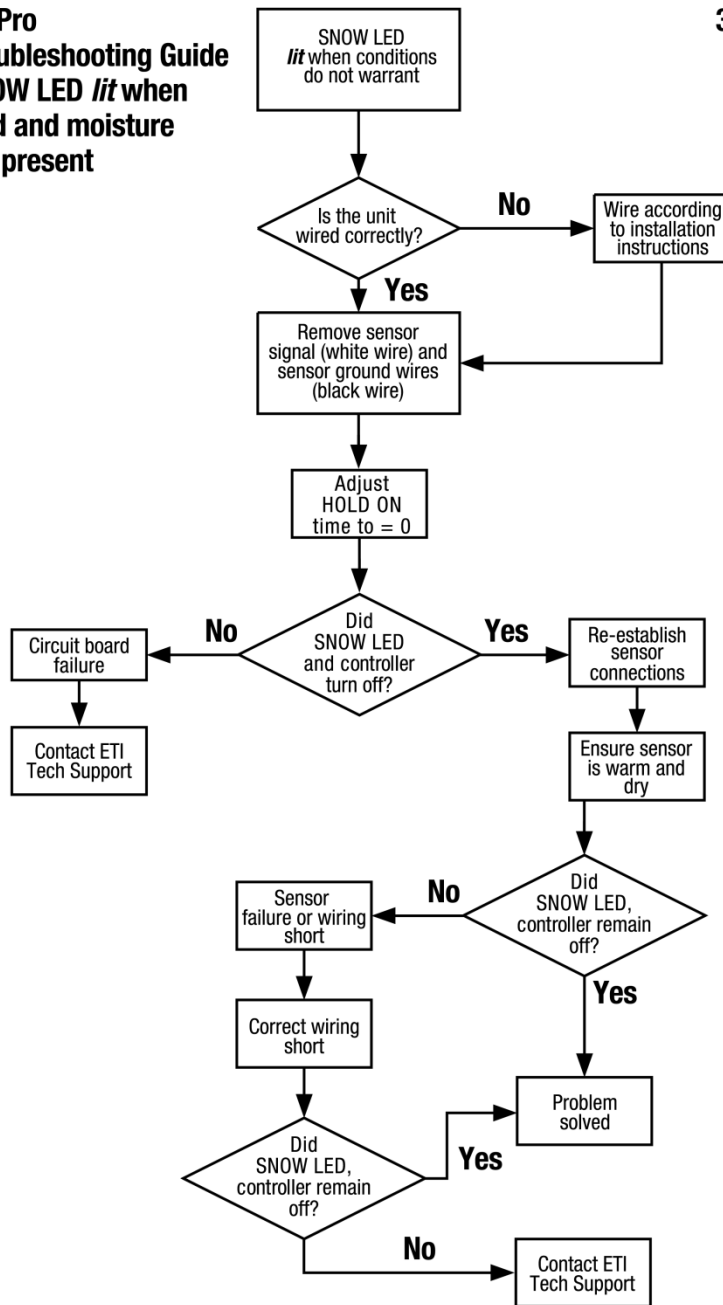 Pro
ubleshooting Guide
OW LED lit when
d and moisture
present
3
SNOW LED
lit when conditions
do not warrant
Is the unit
wired correctly?
No
Wire according
to installation
instructions
Yes
Remove sensor
signal (white wire) and
sensor ground wires
(black wire)
Adjust
HOLD ON
time to = 0
Did
SNOW LED
and controller
turn off?
No
Circuit board
failure
Contact ETI
Tech Support
Yes
Re-establish
sensor
connections
Ensure sensor
is warm and
dry
Did
SNOW LED,
controller remain
off?
No
Sensor
failure or wiring
short
Yes
Correct wiring
short
Problem
solved
Did
SNOW LED,
controller remain
off?
Yes
No
Contact ETI
Tech Support